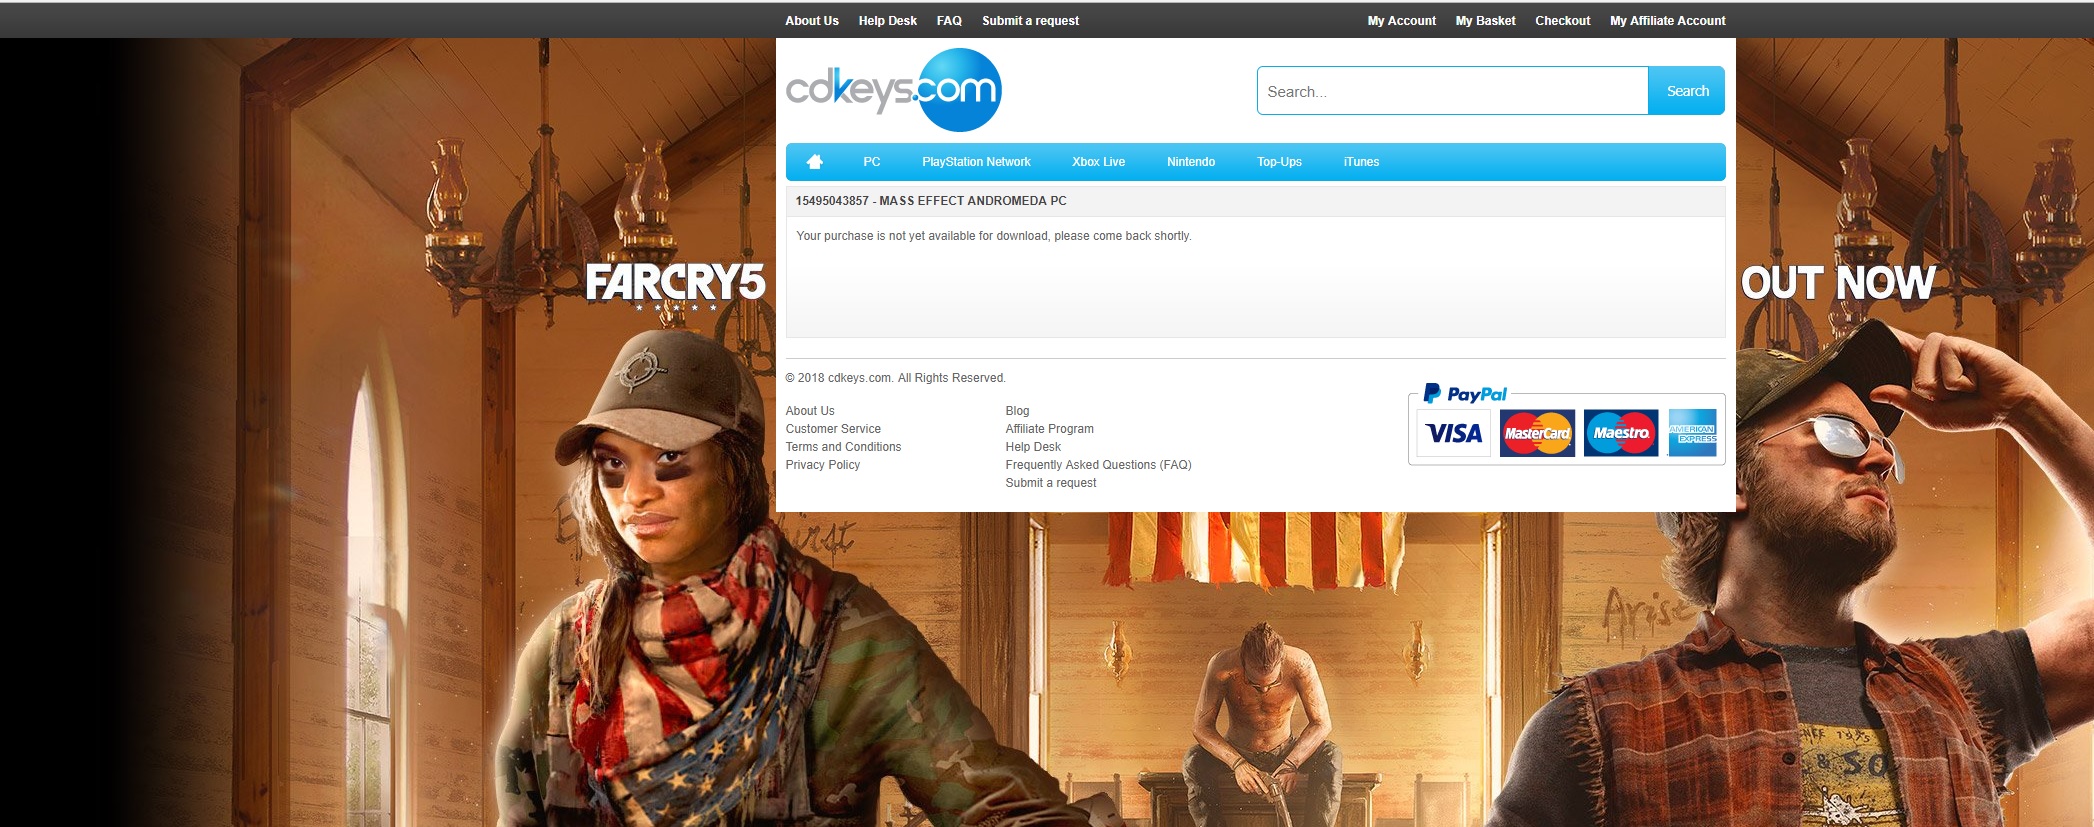 About Us Help Desk FAQ Submit a request My Account My Basket Checkout My Affiliate Account
cdkeys.com
Search...
Search
PC PlayStation Network Xbox Live Nintendo Top-Ups iTunes
15495043857 - MASS EFFECT ANDROMEDA PC
Your purchase is not yet available for download, please come back shortly.
FARCRY5
OUT NOW
© 2018 cdkeys.com. All Rights Reserved.
About Us
Customer Service
Terms and Conditions
Privacy Policy
Blog
Affiliate Program
Help Desk
Frequently Asked Questions (FAQ)
Submit a request
PayPal
VISA MasterCard Maestro AMERICAN EXPRESS